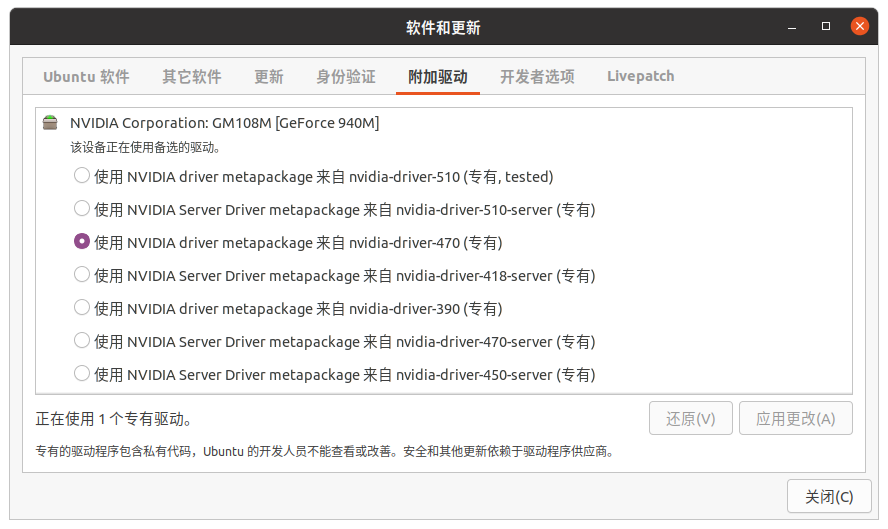 软件和更新
Ubuntu 软件 其它软件 更新 身份验证 附加驱动 开发者选项 Livepatch
NVIDIA Corporation: GM108M [GeForce 940M]
该设备正在使用备选的驱动。
使用 NVIDIA driver metapackage 来自 nvidia-driver-510 (专有, tested)
使用 NVIDIA Server Driver metapackage 来自 nvidia-driver-510-server (专有)
使用 NVIDIA driver metapackage 来自 nvidia-driver-470 (专有)
使用 NVIDIA Server Driver metapackage 来自 nvidia-driver-418-server (专有)
使用 NVIDIA driver metapackage 来自 nvidia-driver-390 (专有)
使用 NVIDIA Server Driver metapackage 来自 nvidia-driver-470-server (专有)
使用 NVIDIA Server Driver metapackage 来自 nvidia-driver-450-server (专有)
正在使用 1 个专有驱动。 还原(V) 应用更改(A)
专有的驱动程序包含私有代码，Ubuntu 的开发人员不能查看或改善。安全和其他更新依赖于驱动程序供应商。
关闭(C)